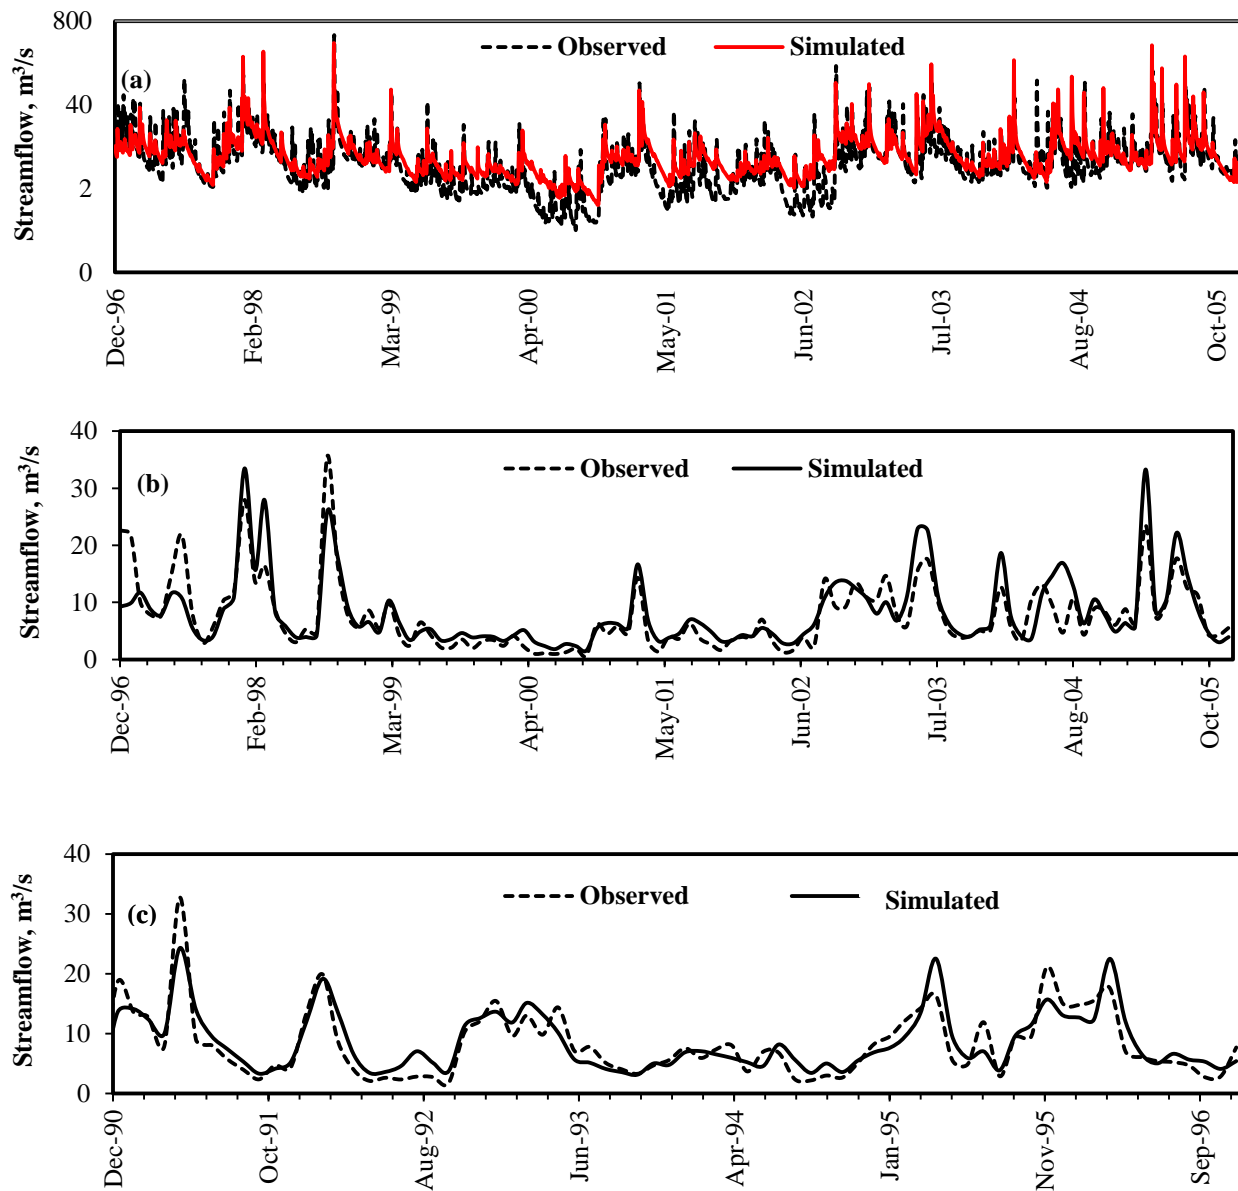 800
Observed
Simulated
(a)
40
2
0
Streamflow, m³/s
Dec-96
Feb-98
Mar-99
Apr-00
May-01
Jun-02
Jul-03
Aug-04
Oct-05
40
Observed
Simulated
(b)
30
20
10
0
Streamflow, m³/s
Dec-96
Feb-98
Mar-99
Apr-00
May-01
Jun-02
Jul-03
Aug-04
Oct-05
40
Observed
Simulated
(c)
30
20
10
0
Streamflow, m³/s
Dec-90
Oct-91
Aug-92
Jun-93
Apr-94
Jan-95
Nov-95
Sep-96